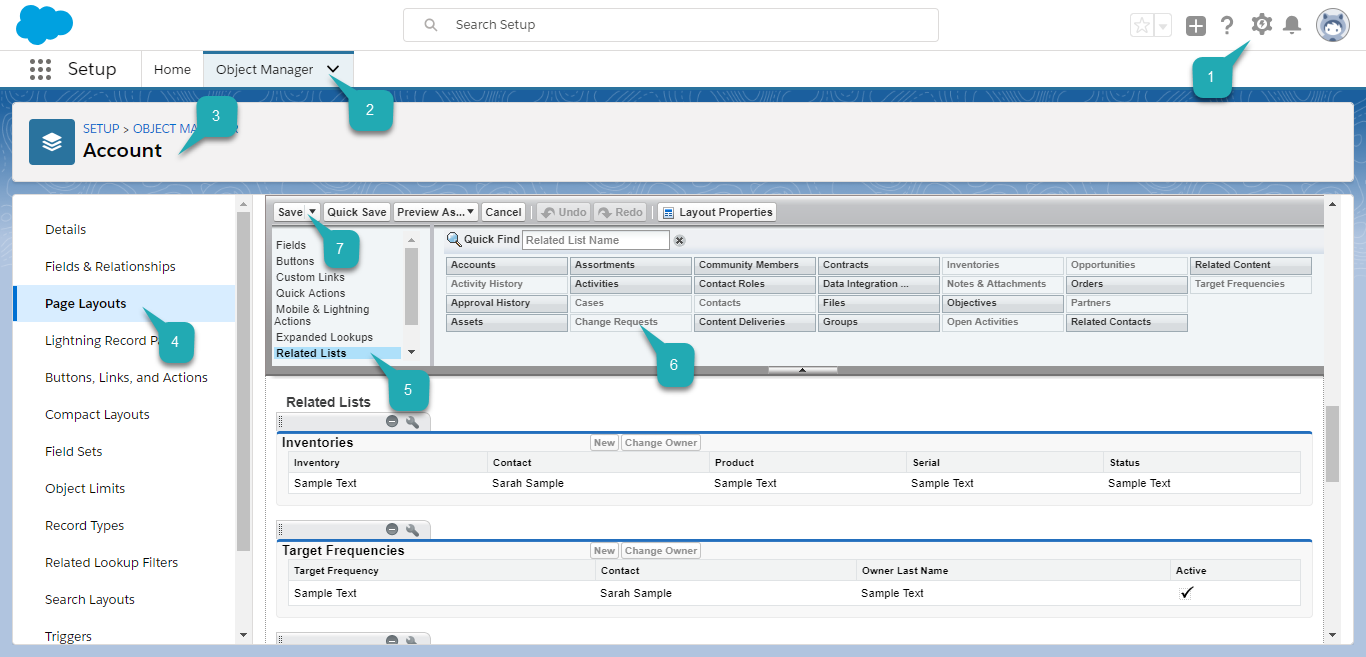 Search Setup
1
Setup Home Object Manager
2
3
SETUP > OBJECT MA
Account
Details
Fields & Relationships
Page Layouts
4
Lightning Record P
Buttons, Links, and Actions
Compact Layouts
Field Sets
Object Limits
Record Types
Related Lookup Filters
Search Layouts
Triggers
Save Quick Save Preview As... Cancel Undo Redo Layout Properties
7
Fields
Buttons
Custom Links
Quick Actions
Mobile & Lightning
Actions
Expanded Lookups
Related Lists
5
Quick Find Related List Name
Accounts Assortments Community Members Contracts Inventories Opportunities Related Content
Activity History Activities Contact Roles Data Integration ... Notes & Attachments Orders Target Frequencies
Approval History Cases Contacts Files Objectives Partners
Assets Change Requests Content Deliveries Groups Open Activities Related Contacts
6
Related Lists
Inventories New Change Owner
Inventory Contact Product Serial Status
Sample Text Sarah Sample Sample Text Sample Text Sample Text
Target Frequencies New Change Owner
Target Frequency Contact Owner Last Name Active
Sample Text Sarah Sample Sample Text